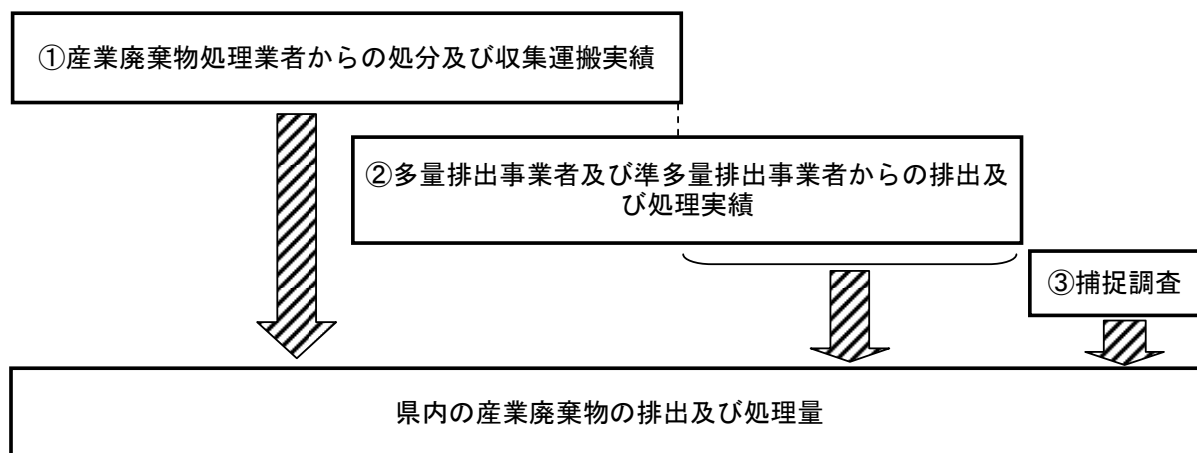 ①産業廃棄物処理業者からの処分及び収集運搬実績
②多量排出事業者及び準多量排出事業者からの排出及
び処理実績
③捕捉調査
県内の産業廃棄物の排出及び処理量